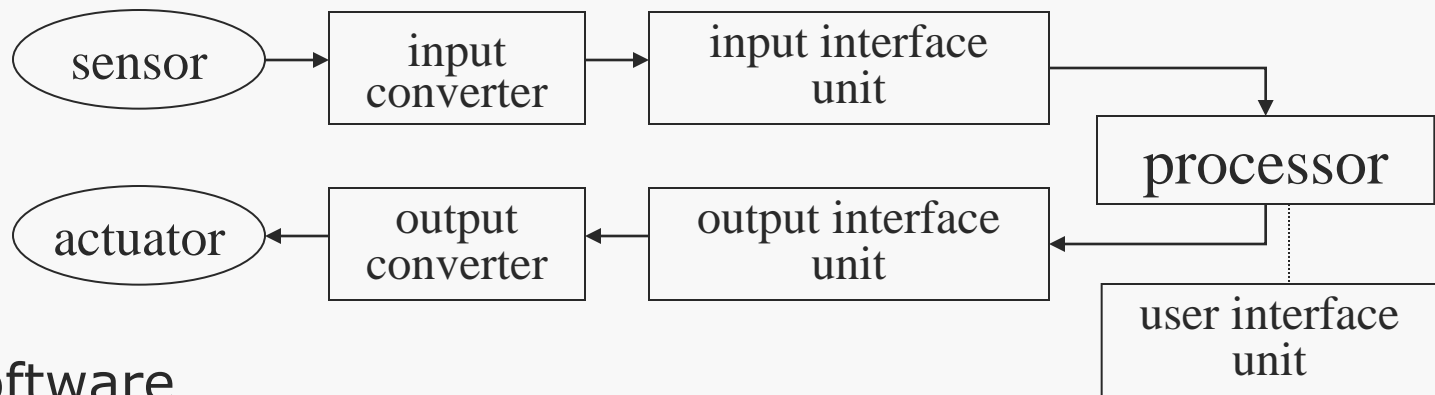 sensor
input
converter
input interface
unit
processor
actuator
output
converter
output interface
unit
user interface
unit